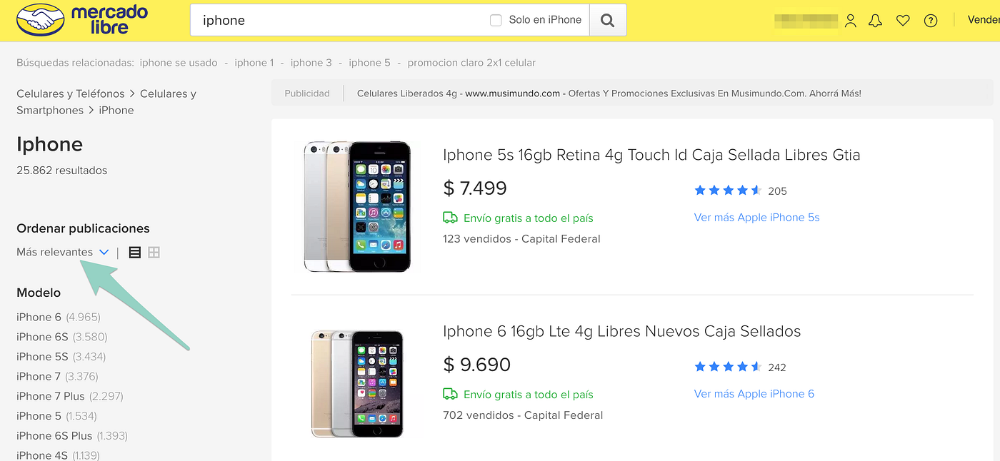 mercado
libre
iphone
Solo en iPhone
?
Vender
Búsquedas relacionadas: iphone se usado - iphone 1 - iphone 3 - iphone 5 - promocion claro 2x1 celular
Celulares y Teléfonos > Celulares y
Smartphones > iPhone
Iphone
25.862 resultados
Ordenar publicaciones
Más relevantes
Modelo
iPhone 6 (4.965)
iPhone 6S (3.580)
iPhone 5S (3.434)
iPhone 7 (3.376)
iPhone 7 Plus (2.297)
iPhone 5 (1.534)
iPhone 6S Plus (1.393)
iPhone 4S (1.139)
Publicidad
Celulares Liberados 4g - www.musimundo.com - Ofertas Y Promociones Exclusivas En Musimundo.Com. Ahorrá Más!
Iphone 5s 16gb Retina 4g Touch Id Caja Sellada Libres Gtia
$ 7.499
205
Envío gratis a todo el país
Ver más Apple iPhone 5s
123 vendidos - Capital Federal
Iphone 6 16gb Lte 4g Libres Nuevos Caja Sellados
$ 9.690
242
Envío gratis a todo el país
Ver más Apple iPhone 6
702 vendidos - Capital Federal